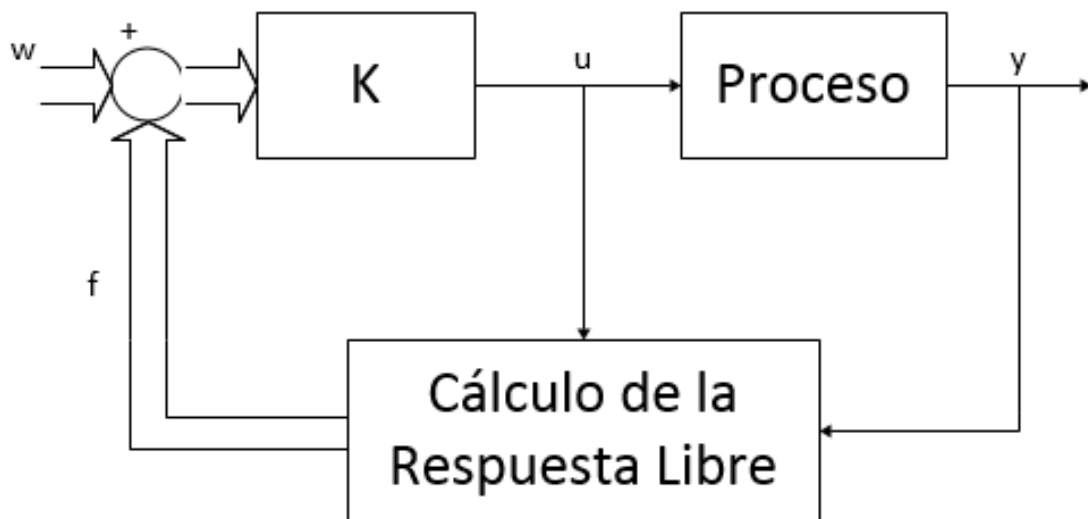 w
+
K
u
Proceso
y
f
Cálculo de la
Respuesta Libre